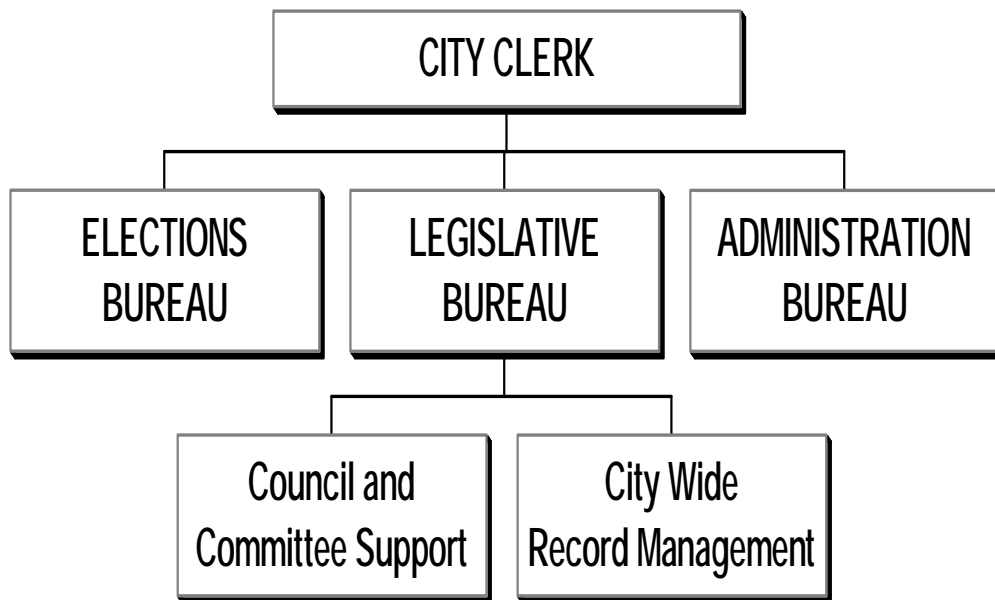 CITY CLERK
ELECTIONS
BUREAU
LEGISLATIVE
BUREAU
ADMINISTRATION
BUREAU
Council and
Committee Support
City Wide
Record Management